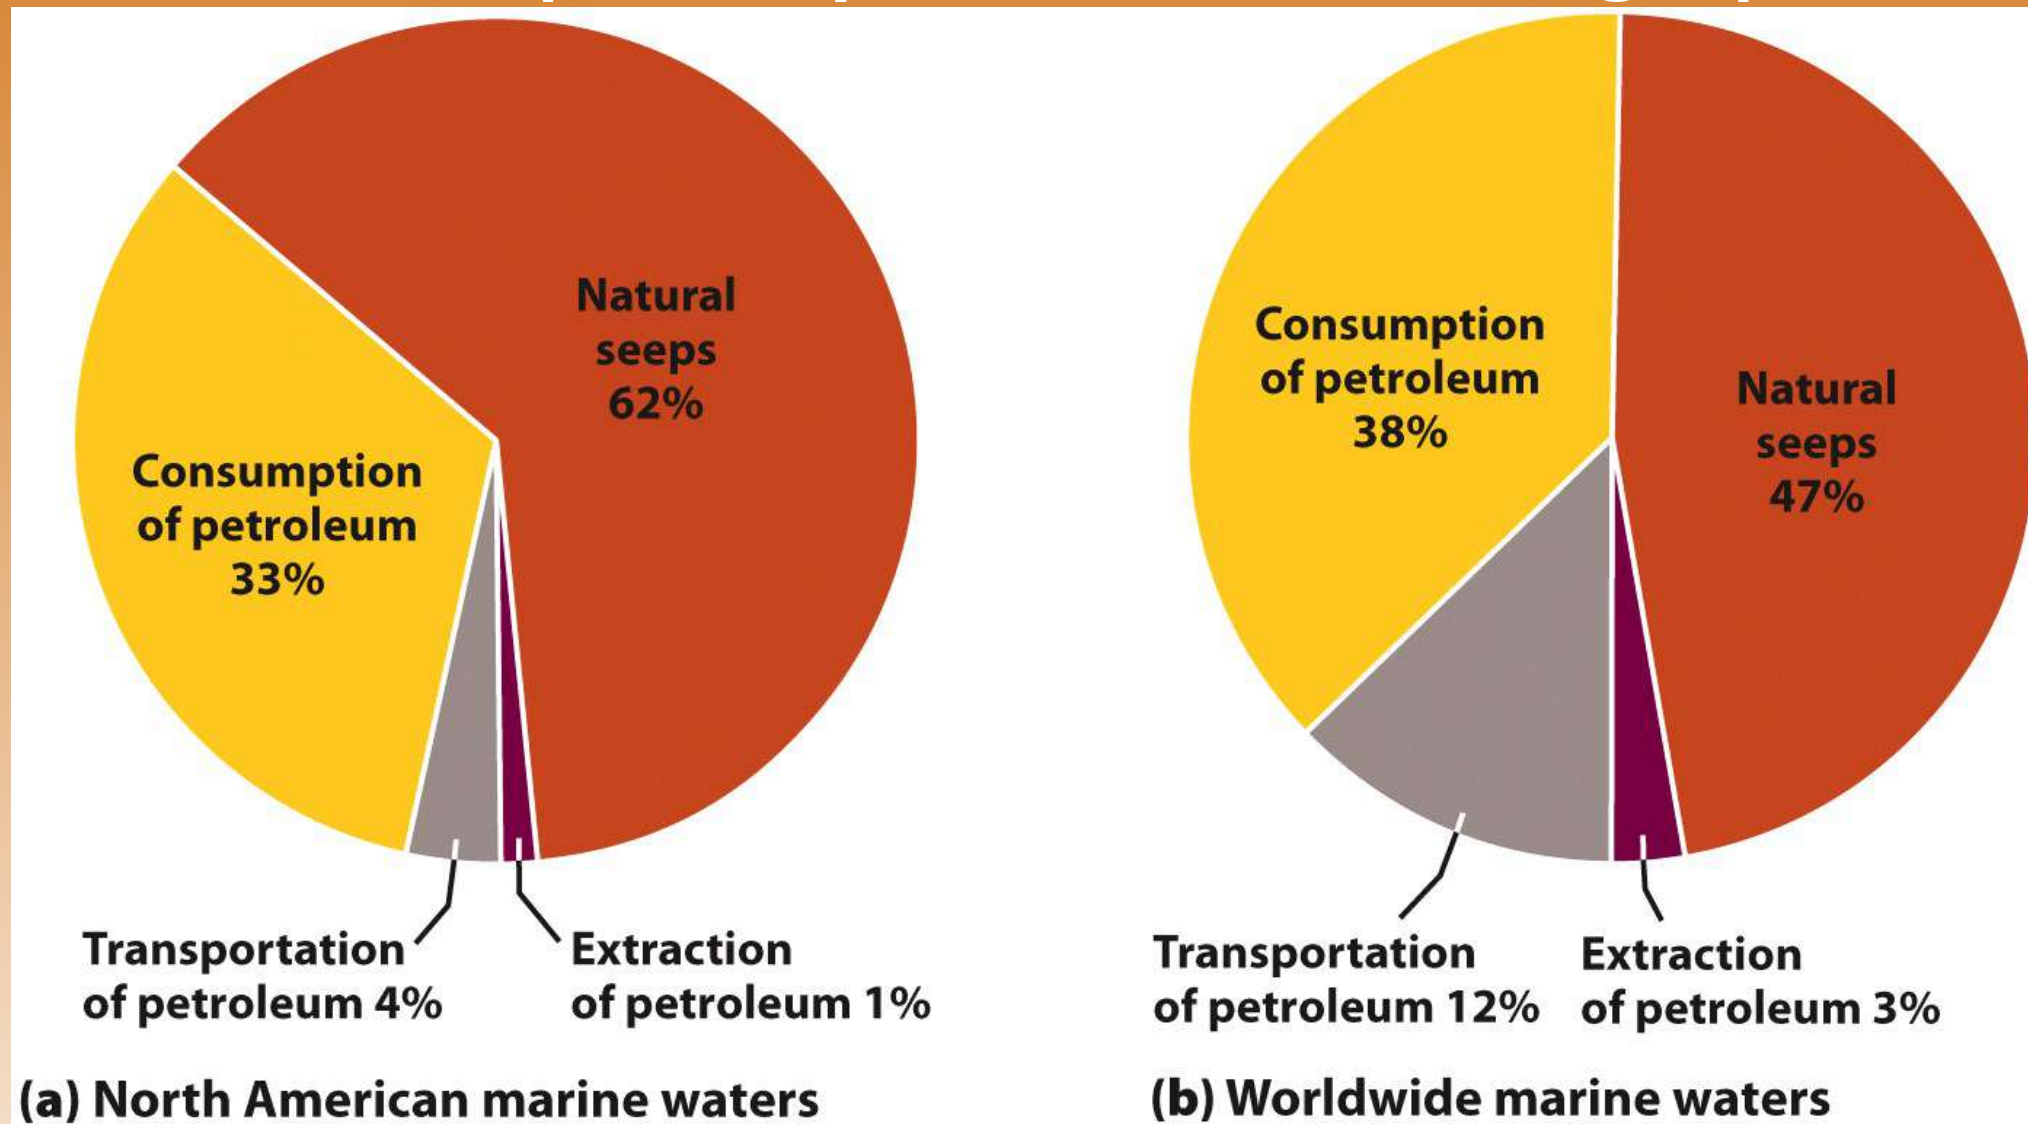 Natural
seeps
62%
Consumption
of petroleum
33%
Transportation
of petroleum 4%
Extraction
of petroleum 1%
(a) North American marine waters
Consumption
of petroleum
38%
Natural
seeps
47%
Transportation
of petroleum 12%
Extraction
of petroleum 3%
(b) Worldwide marine waters